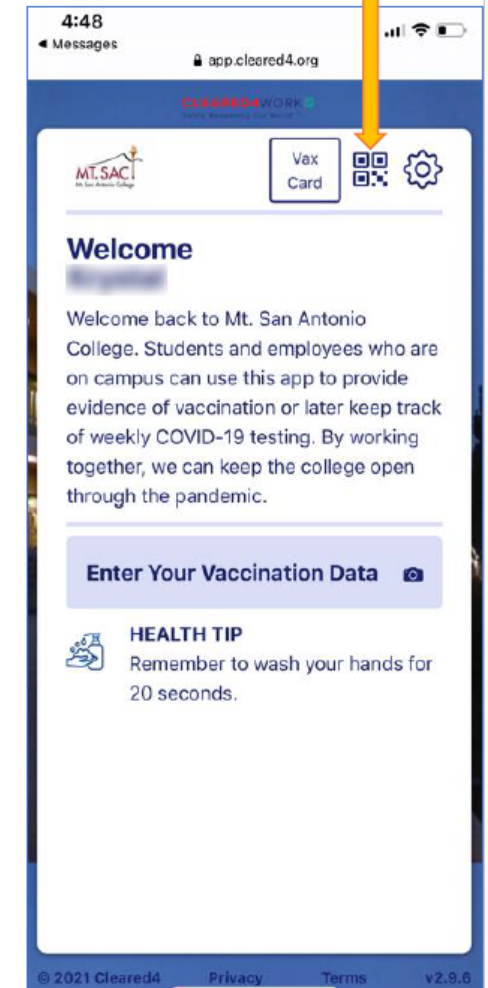 4:48
Messages
app.cleared4.org
CLEARED4WORK
MT. SAC
Mt. San Antonio College
Vax
Card
Welcome
Welcome back to Mt. San Antonio
College. Students and employees who are
on campus can use this app to provide
evidence of vaccination or later keep track
of weekly COVID-19 testing. By working
together, we can keep the college open
through the pandemic.
Enter Your Vaccination Data
HEALTH TIP
Remember to wash your hands for
20 seconds.
© 2021 Cleared4 Privacy Terms v2.9.6